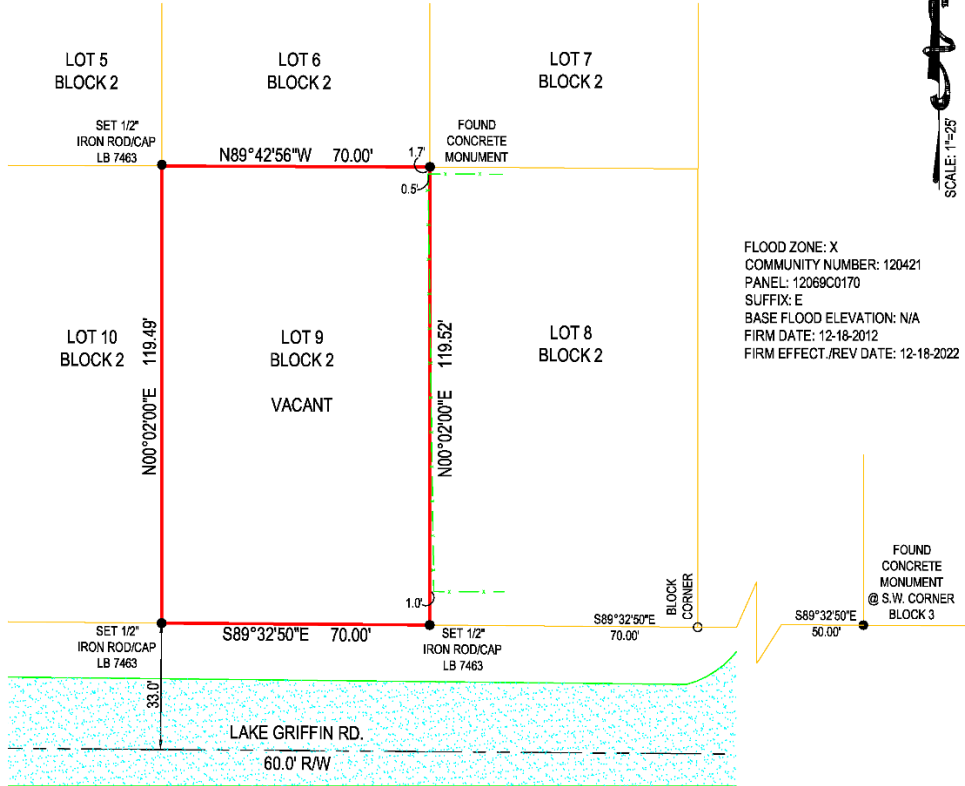 LOT 5
BLOCK 2
LOT 6
BLOCK 2
LOT 7
BLOCK 2
SCALE: 1"=25'
SET 1/2"
IRON ROD/CAP
LB 7463
N89°42'56"W 70.00'
1.7'
0.5'
FOUND
CONCRETE
MONUMENT
FLOOD ZONE: X
COMMUNITY NUMBER: 120421
PANEL: 12069C0170
SUFFIX: E
BASE FLOOD ELEVATION: N/A
FIRM DATE: 12-18-2012
FIRM EFFECT./REV DATE: 12-18-2022
LOT 10
BLOCK 2
N00°02'00"E 119.49'
LOT 9
BLOCK 2
VACANT
N00°02'00"E 119.52'
LOT 8
BLOCK 2
1.0'
BLOCK
CORNER
FOUND
CONCRETE
MONUMENT
@ S.W. CORNER
BLOCK 3
SET 1/2"
IRON ROD/CAP
LB 7463
S89°32'50"E 70.00'
SET 1/2"
IRON ROD/CAP
LB 7463
S89°32'50"E
70.00'
S89°32'50"E
50.00'
33.0'
LAKE GRIFFIN RD.
60.0' R/W